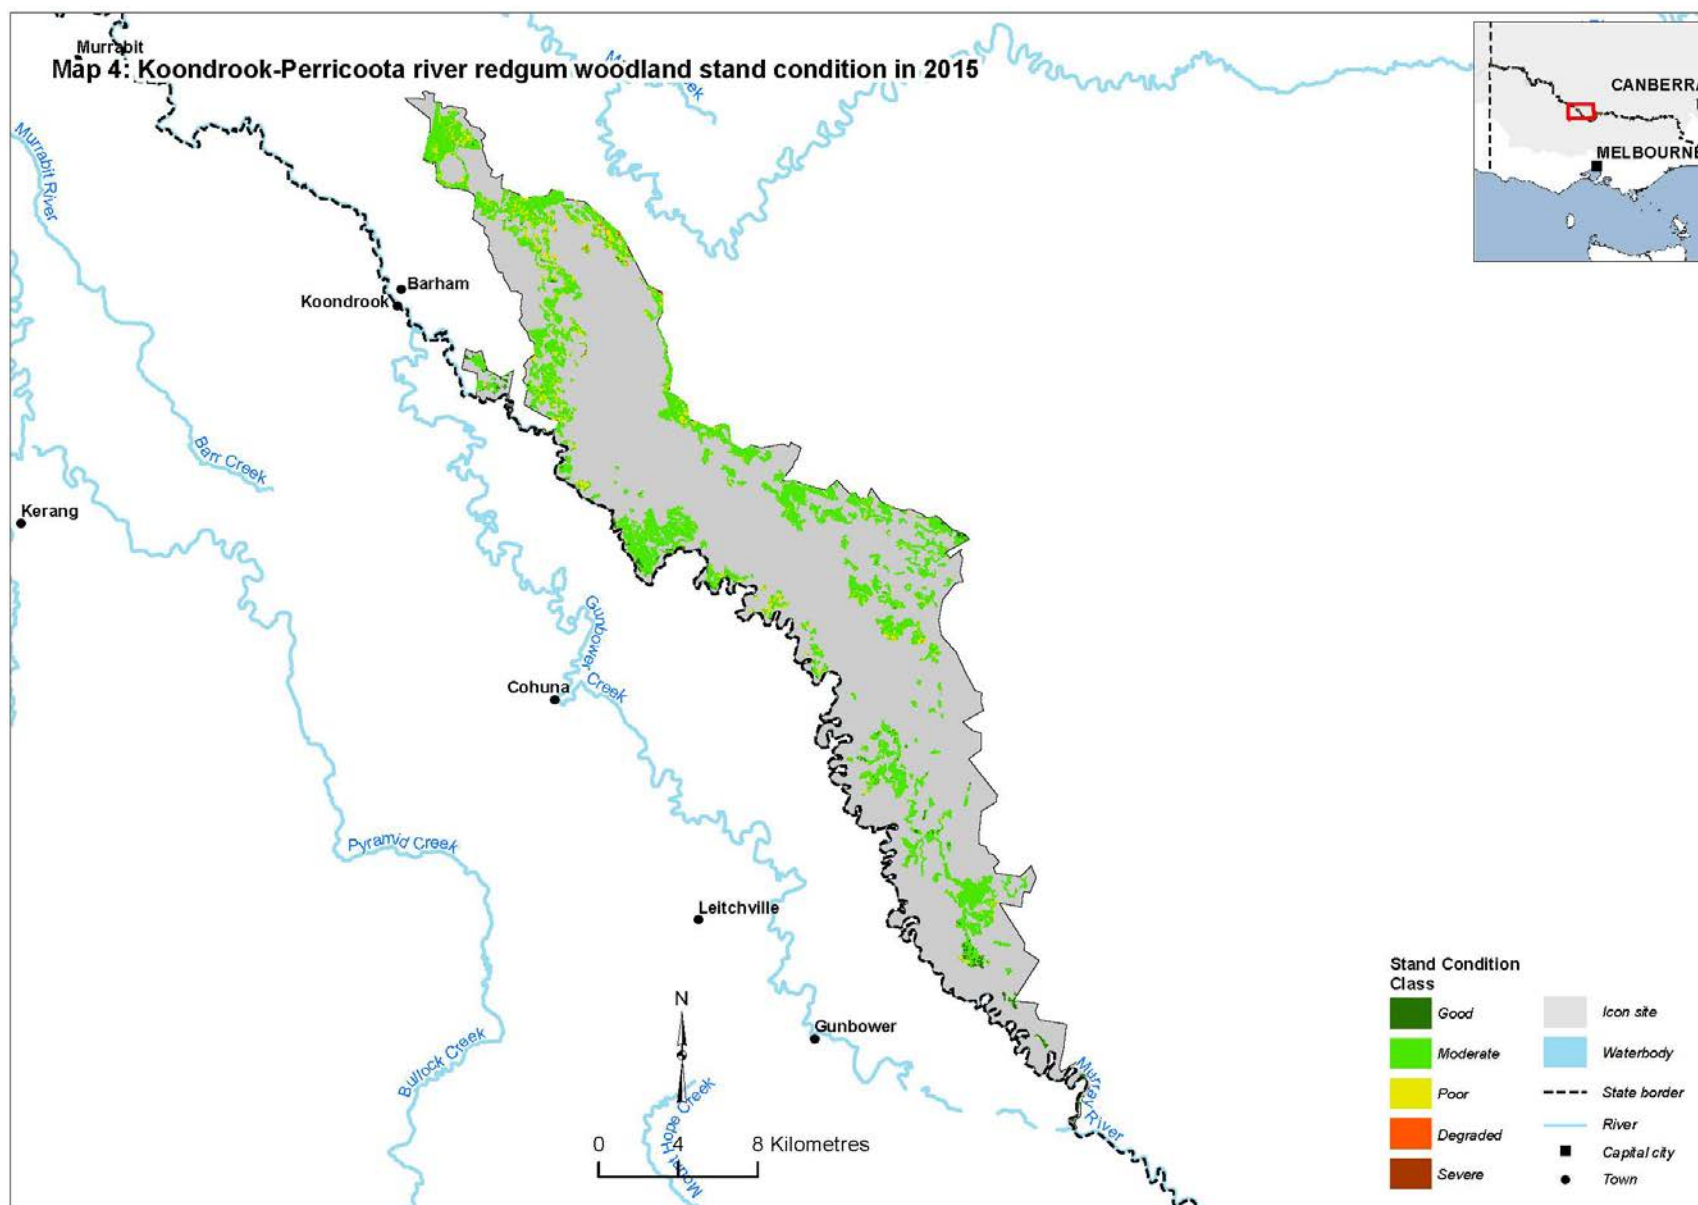 Murrabit
Map 4: Koondrook-Perricoota river redgum woodland stand condition in 2015
CANBERRA
MELBOURNE
Murrabit River
Barham
Koondrook
Barr Creek
Kerang
Gunbower Creek
Cohuna
Pyramid Creek
Leitchville
Gunbower
Bullock Creek
Mount Hope Creek
Murray River
N
0 4 8 Kilometres
Stand Condition
Class
Good
Moderate
Poor
Degraded
Severe
Icon site
Waterbody
State border
River
Capital city
Town